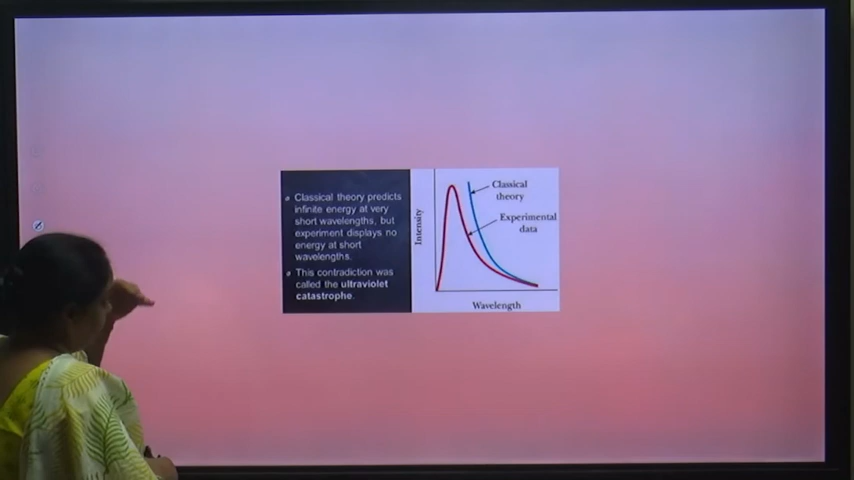 Classical theory predicts
infinite energy at very
short wavelengths, but
experiment displays no
energy at short
wavelengths.
This contradiction was
called the ultraviolet
catastrophe.
Intensity
Classical
theory
Experimental
data
Wavelength